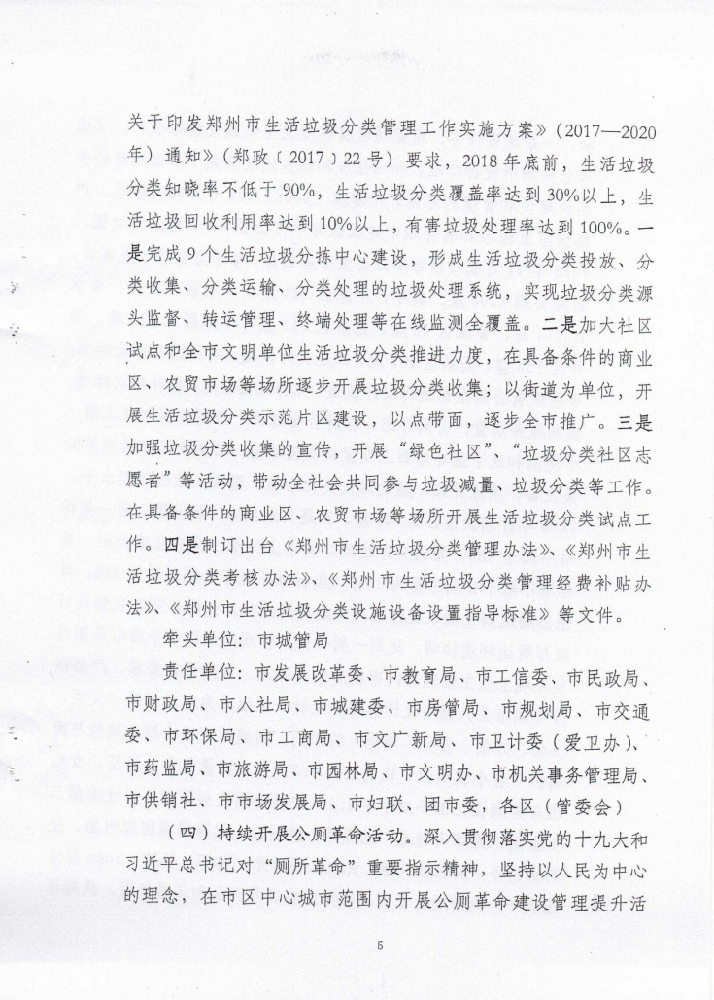 关于印发郑州市生活垃圾分类管理工作实施方案》（2017—2020
年）通知》（郑政〔2017〕22号）要求，2018年底前，生活垃圾
分类知晓率不低于90%，生活垃圾分类覆盖率达到30%以上，生
活垃圾回收利用率达到10%以上，有害垃圾处理率达到100%。一
是完成9个生活垃圾分拣中心建设，形成生活垃圾分类投放、分
类收集、分类运输、分类处理的垃圾处理系统，实现垃圾分类源
头监督、转运管理、终端处理等在线监测全覆盖。二是加大社区
试点和全市文明单位生活垃圾分类推进力度，在具备条件的商业
区、农贸市场等场所逐步开展垃圾分类收集；以街道为单位，开
展生活垃圾分类示范片区建设，以点带面，逐步全市推广。三是
加强垃圾分类收集的宣传，开展“绿色社区”、“垃圾分类社区志
愿者”等活动，带动全社会共同参与垃圾减量、垃圾分类等工作。
在具备条件的商业区、农贸市场等场所开展生活垃圾分类试点工
作。四是制订出台《郑州市生活垃圾分类管理办法》、《郑州市生
活垃圾分类考核办法》、《郑州市生活垃圾分类管理经费补贴办
法》、《郑州市生活垃圾分类设施设备设置指导标准》等文件。
牵头单位：市城管局
责任单位：市发展改革委、市教育局、市工信委、市民政局、
市财政局、市人社局、市城建委、市房管局、市规划局、市交通
委、市环保局、市工商局、市文广新局、市卫计委（爱卫办）、
市药监局、市旅游局、市园林局、市文明办、市机关事务管理局、
市供销社、市市场发展局、市妇联、团市委，各区（管委会）
（四）持续开展公厕革命活动。深入贯彻落实党的十九大和
习近平总书记对“厕所革命”重要指示精神，坚持以人民为中心
的理念，在市区中心城市范围内开展公厕革命建设管理提升活
5